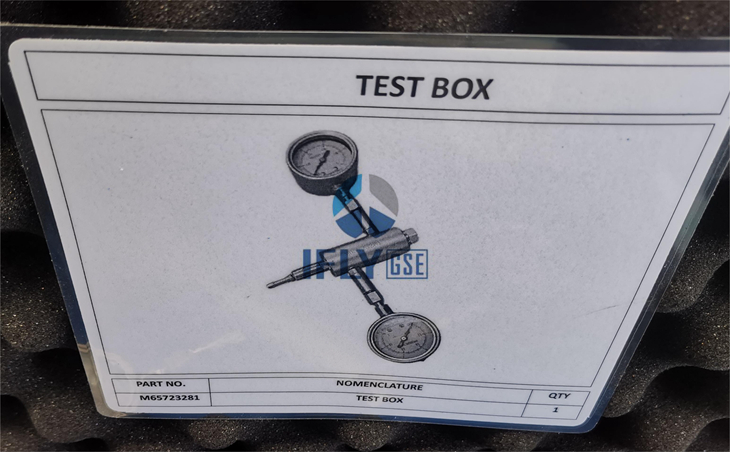 TEST BOX
IFLY GSE
PART NO. NOMENCLATURE QTY
M65723281 TEST BOX 1